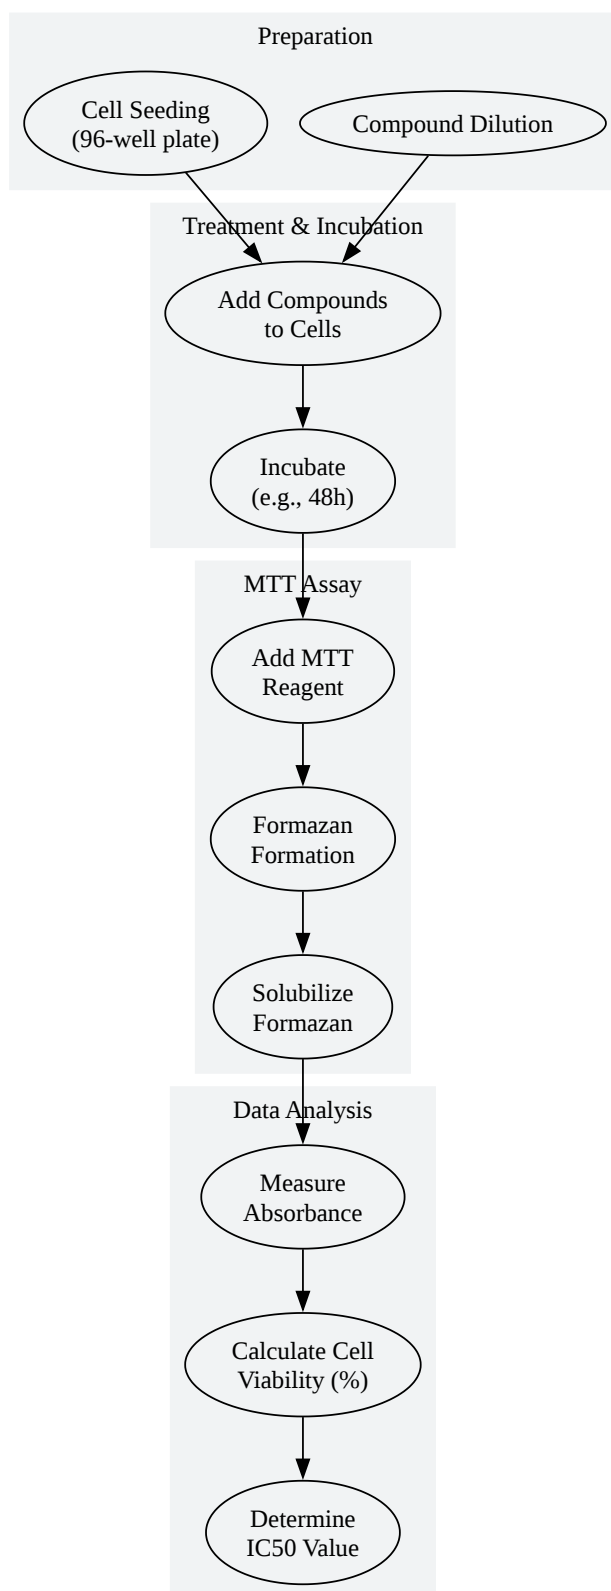 Preparation
Cell Seeding
(96-well plate)
Compound Dilution
Treatment & Incubation
Add Compounds
to Cells
Incubate
(e.g., 48h)
MTT Assay
Add MTT
Reagent
Formazan
Formation
Solubilize
Formazan
Data Analysis
Measure
Absorbance
Calculate Cell
Viability (%)
Determine
IC50 Value